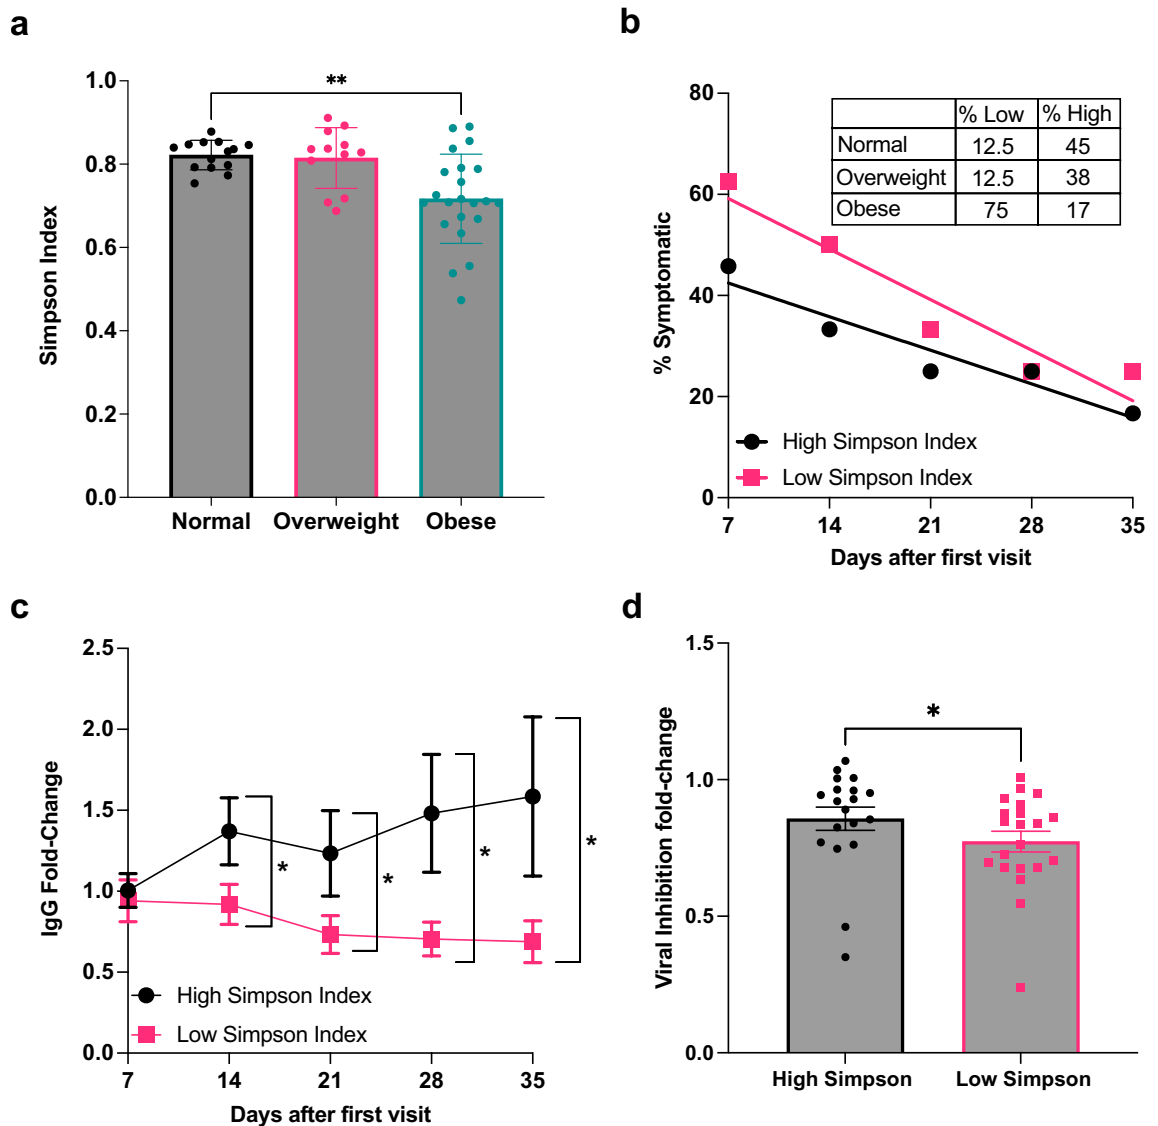 a
**
Simpson Index
1.0
0.8
0.6
0.4
0.2
0.0
Normal Overweight Obese
b
% Symptomatic
80
60
40
20
0
% Low % High
Normal 12.5 45
Overweight 12.5 38
Obese 75 17
High Simpson Index
Low Simpson Index
7 14 21 28 35
Days after first visit
c
IgG Fold-Change
2.5
2.0
1.5
1.0
0.5
0.0
* * * *
High Simpson Index
Low Simpson Index
7 14 21 28 35
Days after first visit
d
Viral Inhibition fold-change
1.5
1.0
0.5
0.0
*
High Simpson Low Simpson